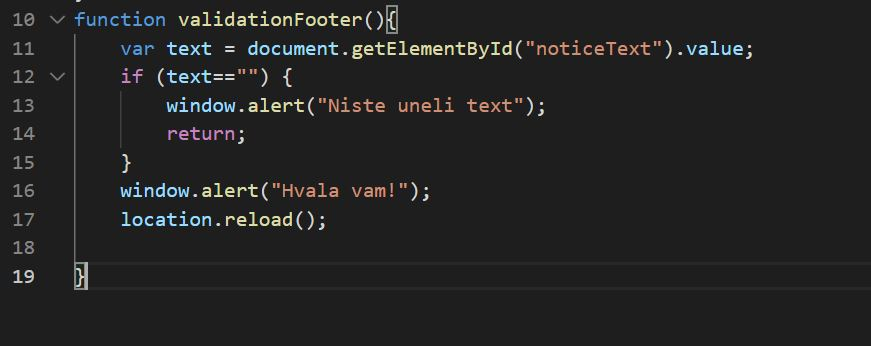 10 function validationFooter(){
11     var text = document.getElementById("noticeText").value;
12     if (text=="") {
13         window.alert("Niste uneli text");
14         return;
15     }
16     window.alert("Hvala vam!");
17     location.reload();
18
19 }